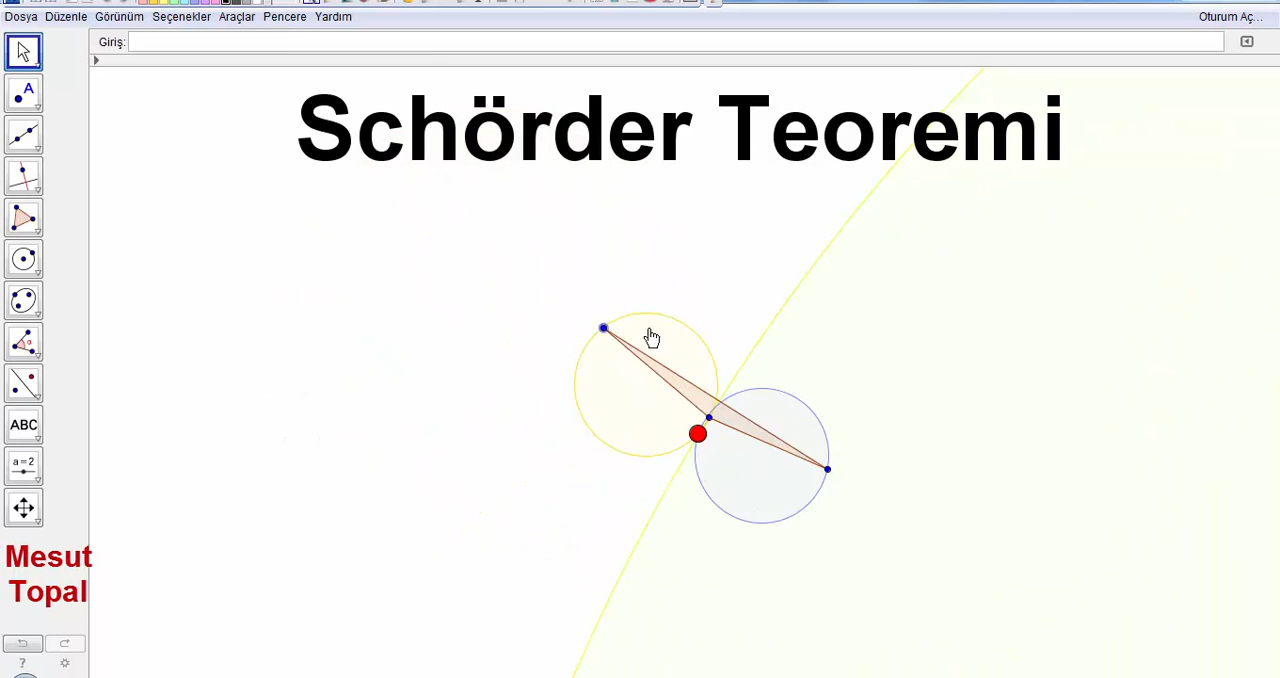 Dosya Düzenle Görünüm Seçenekler Araçlar Pencere Yardım Oturum Aç...
Giriş:
Schörder Teoremi
A
α
ABC
a=2
Mesut
Topal
?